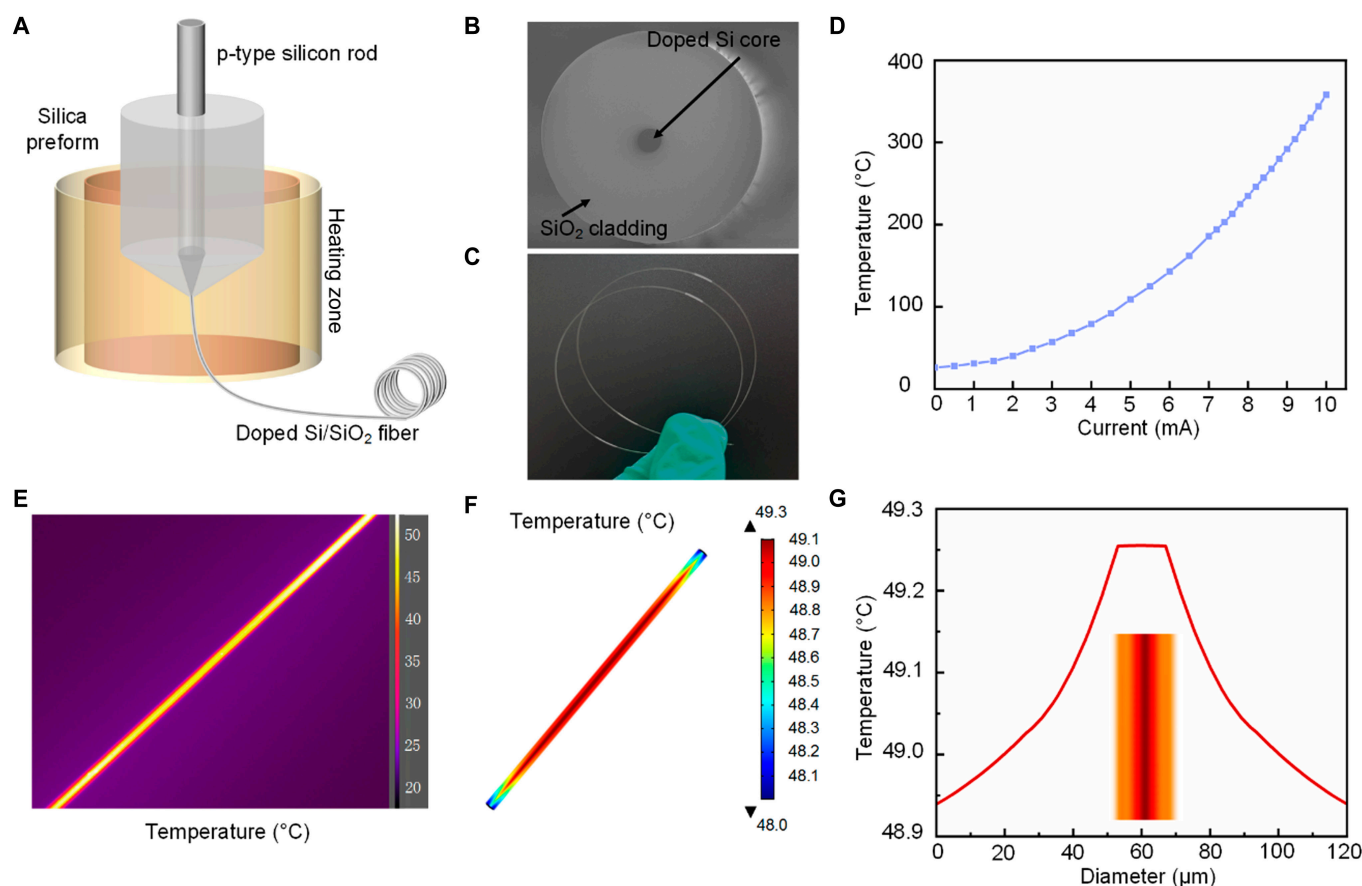 A
p-type silicon rod
Silica
preform
Heating zone
Doped Si/SiO₂ fiber
B
Doped Si core
SiO₂ cladding
C
D
400
300
200
100
0
Temperature (°C)
0 1 2 3 4 5 6 7 8 9 10
Current (mA)
E
50
45
40
35
30
25
20
Temperature (°C)
F
Temperature (°C)
49.3
49.1
49.0
48.9
48.8
48.7
48.6
48.5
48.4
48.3
48.2
48.1
48.0
G
49.3
49.2
49.1
49.0
48.9
Temperature (°C)
0 20 40 60 80 100 120
Diameter (μm)